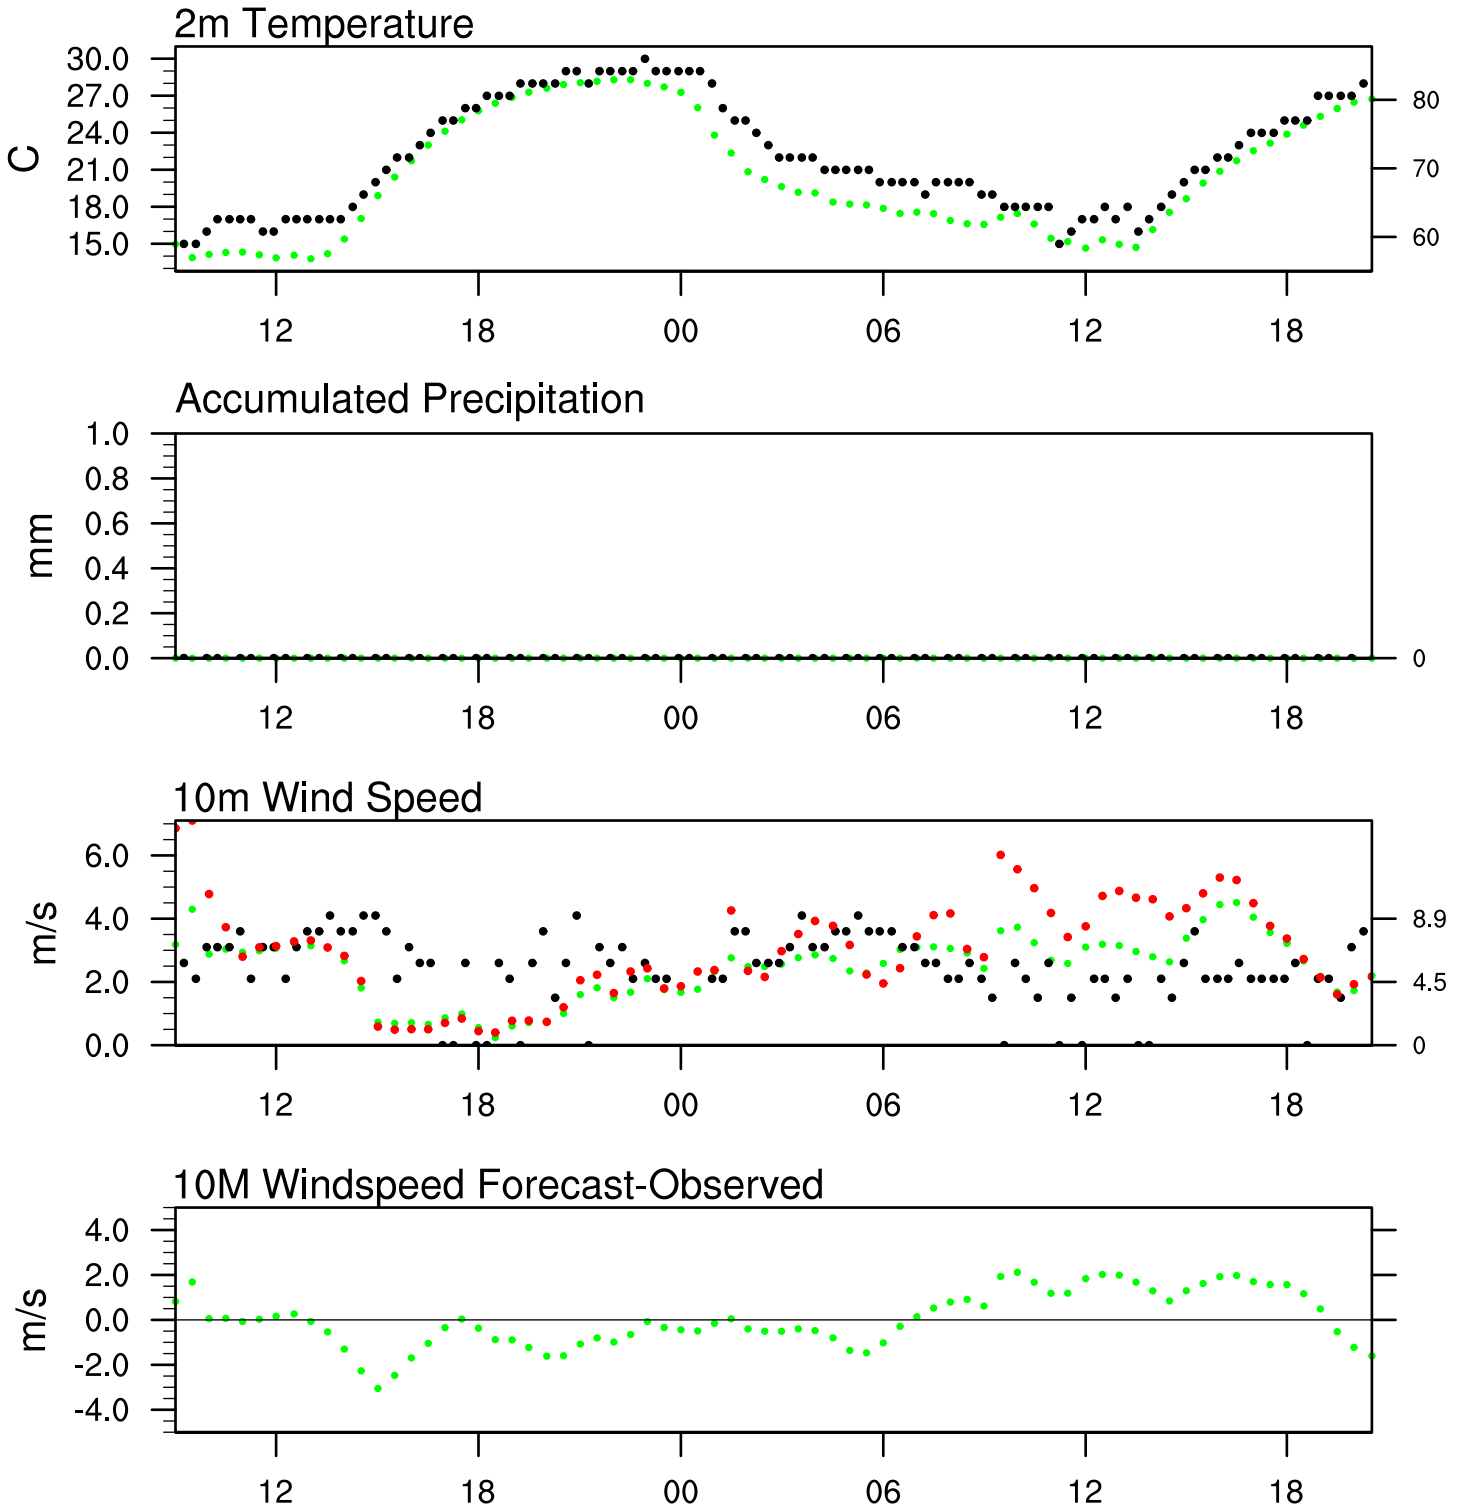 2m Temperature
30.0
27.0
24.0
21.0
18.0
15.0
C
80
70
60
12 18 00 06 12 18
Accumulated Precipitation
1.0
0.8
0.6
0.4
0.2
0.0
mm
0
12 18 00 06 12 18
10m Wind Speed
6.0
4.0
2.0
0.0
m/s
8.9
4.5
0
12 18 00 06 12 18
10M Windspeed Forecast-Observed
4.0
2.0
0.0
-2.0
-4.0
m/s
12 18 00 06 12 18